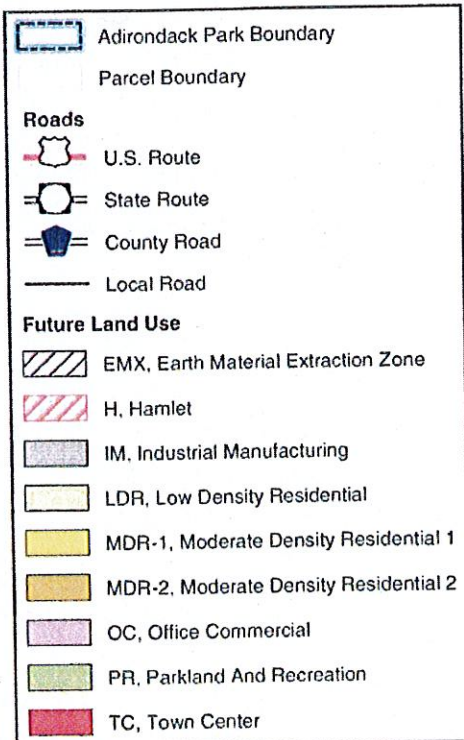 Adirondack Park Boundary
Parcel Boundary
Roads
U.S. Route
State Route
County Road
Local Road
Future Land Use
EMX, Earth Material Extraction Zone
H, Hamlet
IM, Industrial Manufacturing
LDR, Low Density Residential
MDR-1, Moderate Density Residential 1
MDR-2, Moderate Density Residential 2
OC, Office Commercial
PR, Parkland And Recreation
TC, Town Center